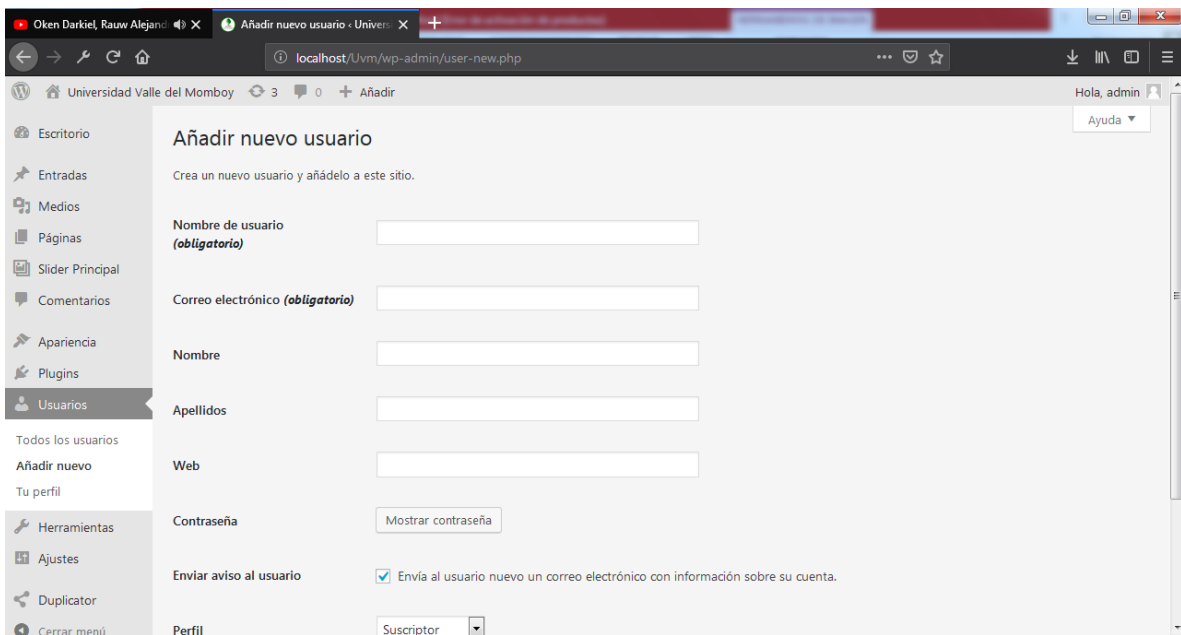 Oken Darkiel, Rauw Alejand
Añadir nuevo usuario ‹ Univers
localhost/Uvm/wp-admin/user-new.php
Universidad Valle del Momboy 3 0 + Añadir
Hola, admin
Ayuda
Escritorio
Entradas
Medios
Páginas
Slider Principal
Comentarios
Apariencia
Plugins
Usuarios
Todos los usuarios
Añadir nuevo
Tu perfil
Herramientas
Ajustes
Duplicator
Cerrar menú
Añadir nuevo usuario
Crea un nuevo usuario y añádelo a este sitio.
Nombre de usuario
(obligatorio)
Correo electrónico (obligatorio)
Nombre
Apellidos
Web
Contraseña
Mostrar contraseña
Enviar aviso al usuario
Envía al usuario nuevo un correo electrónico con información sobre su cuenta.
Perfil
Suscriptor